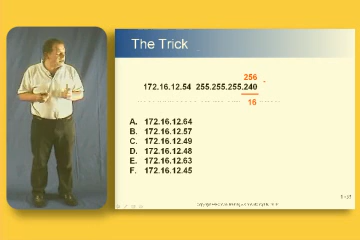 The Trick
256
172.16.12.54 255.255.255.240
16
A. 172.16.12.64
B. 172.16.12.57
C. 172.16.12.49
D. 172.16.12.48
E. 172.16.12.63
F. 172.16.12.45